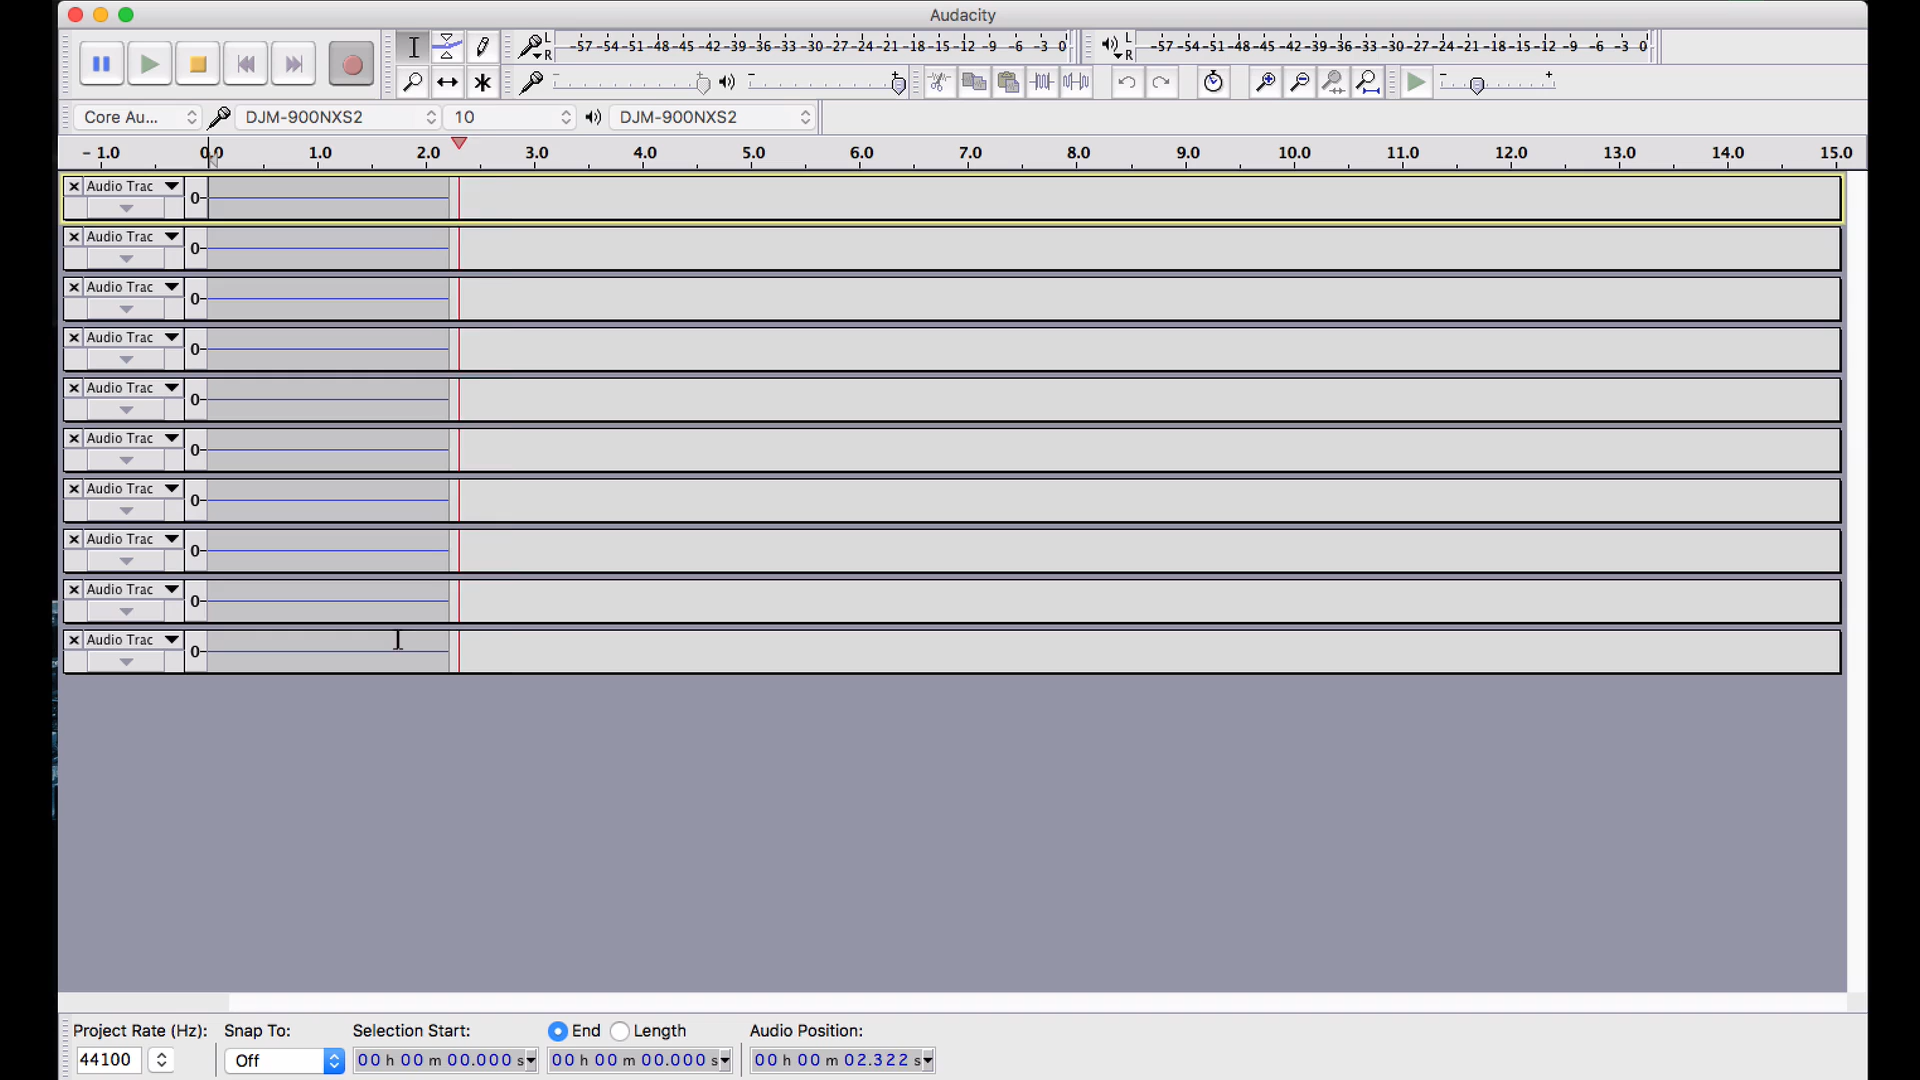 Audacity
L
R
-57 -54 -51 -48 -45 -42 -39 -36 -33 -30 -27 -24 -21 -18 -15 -12 -9 -6 -3 0
L
R
-57 -54 -51 -48 -45 -42 -39 -36 -33 -30 -27 -24 -21 -18 -15 -12 -9 -6 -3 0
Core Au... DJM-900NXS2 10 DJM-900NXS2
- 1.0 0.0 1.0 2.0 3.0 4.0 5.0 6.0 7.0 8.0 9.0 10.0 11.0 12.0 13.0 14.0 15.0
Audio Trac
0
Audio Trac
0
Audio Trac
0
Audio Trac
0
Audio Trac
0
Audio Trac
0
Audio Trac
0
Audio Trac
0
Audio Trac
0
Audio Trac
0
Project Rate (Hz): Snap To: Selection Start: End Length Audio Position:
44100 Off 00 h 00 m 00.000 s 00 h 00 m 00.000 s 00 h 00 m 02.322 s